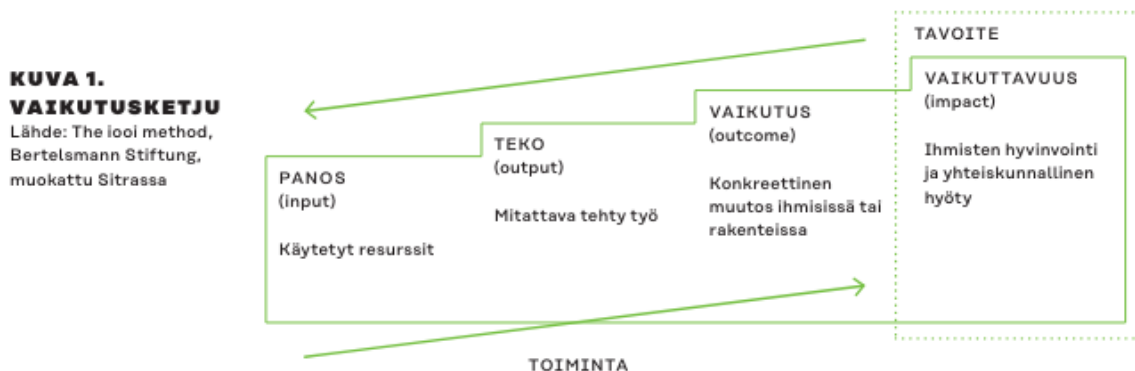 KUVA 1.
VAIKUTUSKETJU
Lähde: The iooi method,
Bertelsmann Stiftung,
muokattu Sitrassa
PANOS
(input)
Käytetyt resurssit
TEKO
(output)
Mitattava tehty työ
VAIKUTUS
(outcome)
Konkreettinen
muutos ihmisissä tai
rakenteissa
TAVOITE
VAIKUTTAVUUS
(impact)
Ihmisten hyvinvointi
ja yhteiskunnallinen
hyöty
TOIMINTA